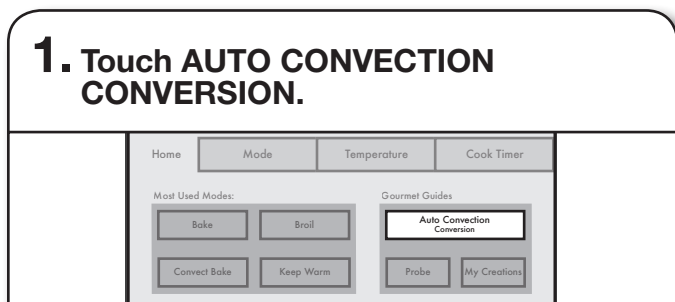 1. Touch AUTO CONVECTION
CONVERSION.
Home Mode Temperature Cook Timer
Most Used Modes: Gourmet Guides
Bake Broil Auto Convection
Conversion
Convect Bake Keep Warm Probe My Creations